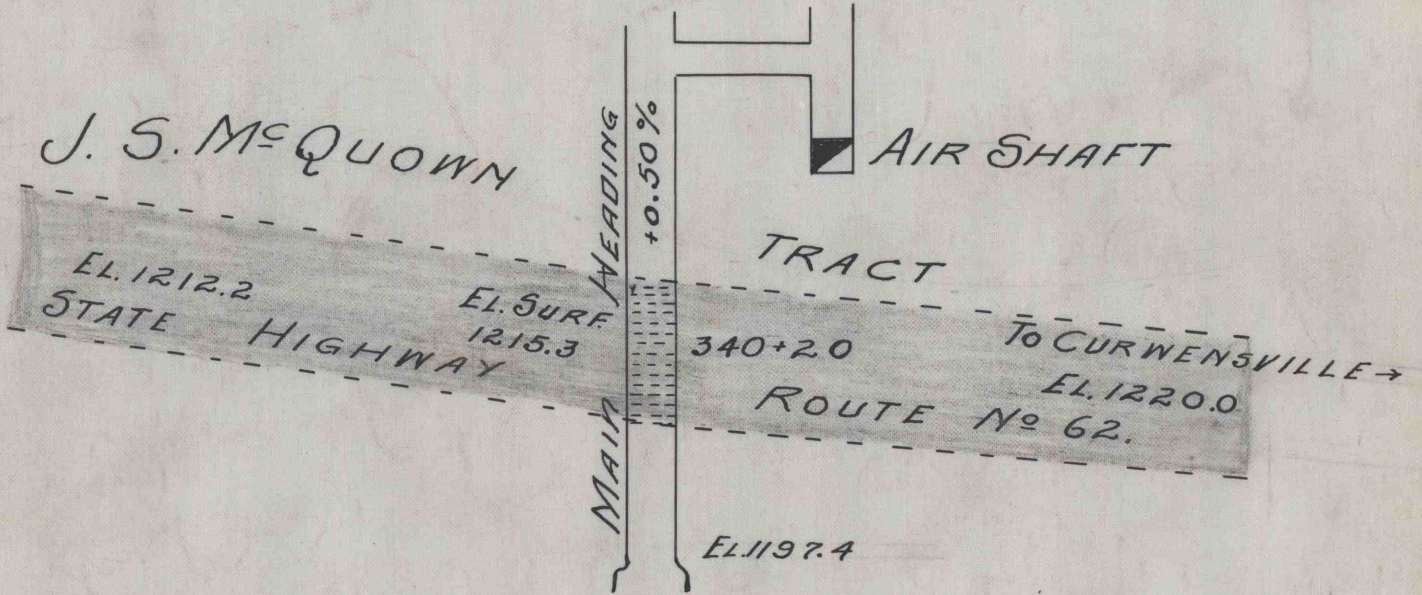 J. S. McQUOWN
AIR SHAFT
TRACT
MAIN HEADING
+0.50%
EL. 1212.2
STATE HIGHWAY
EL. SURF.
1215.3
340+20
TO CURWENSVILLE →
EL. 1220.0
ROUTE No 62.
EL. 1197.4